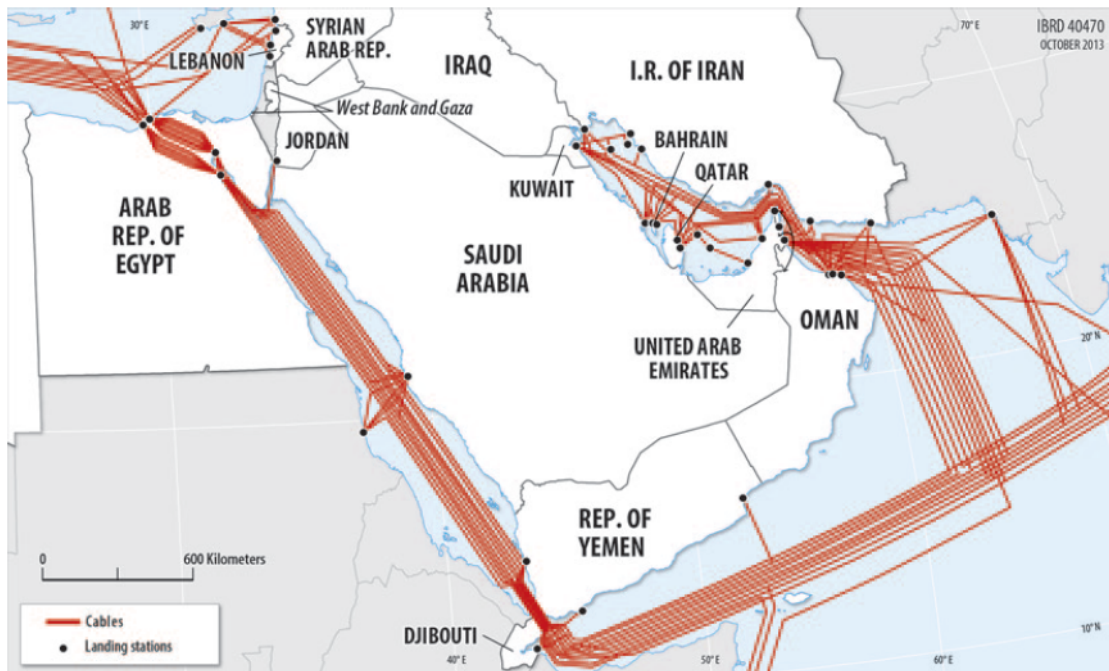 30° E
SYRIAN
ARAB REP.
LEBANON
IRAQ
I.R. OF IRAN
70° E
IBRD 40470
OCTOBER 2013
West Bank and Gaza
JORDAN
KUWAIT
BAHRAIN
QATAR
ARAB
REP. OF
EGYPT
SAUDI
ARABIA
OMAN
UNITED ARAB
EMIRATES
20° N
REP. OF
YEMEN
0
600 Kilometers
Cables
Landing stations
DJIBOUTI
40° E
50° E
60° E
10° N